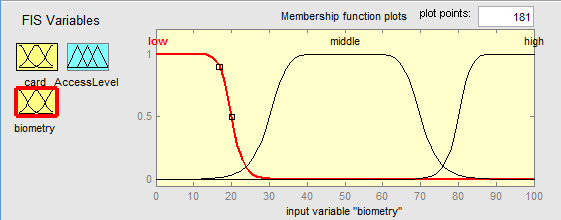 FIS Variables
Membership function plots
plot points:
181
card
AccessLevel
biometry
low
middle
high
1
0.5
0
0
10
20
30
40
50
60
70
80
90
100
input variable "biometry"